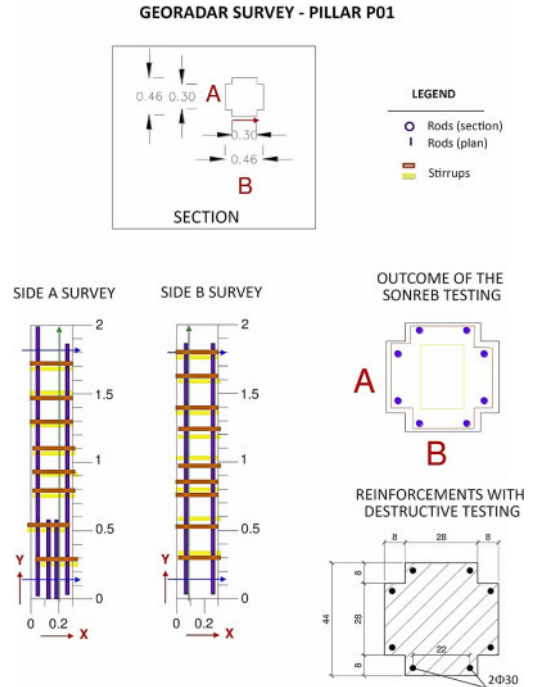 GEORADAR SURVEY - PILLAR P01
0.46
0.30
A
0.30
0.46
B
SECTION
LEGEND
Rods (section)
Rods (plan)
Stirrups
SIDE A SURVEY
2
1.5
1
0.5
0
Y
0
0.2
X
SIDE B SURVEY
2
1.5
1
0.5
0
Y
0
0.2
X
OUTCOME OF THE
SONREB TESTING
A
B
REINFORCEMENTS WITH
DESTRUCTIVE TESTING
8
28
8
8
44
28
8
22
2Φ30